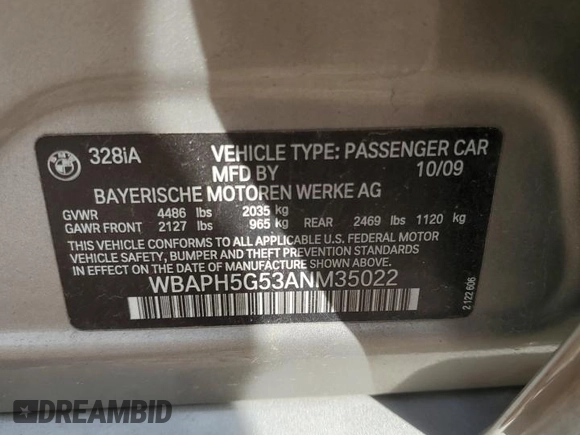 BMW
328iA
VEHICLE TYPE: PASSENGER CAR
MFD BY
10/09
BAYERISCHE MOTOREN WERKE AG
GVWR 4486 lbs 2035 kg
GAWR FRONT 2127 lbs 965 kg REAR 2469 lbs 1120 kg
THIS VEHICLE CONFORMS TO ALL APPLICABLE U.S. FEDERAL MOTOR
VEHICLE SAFETY, BUMPER AND THEFT PREVENTION STANDARDS IN
EFFECT ON THE DATE OF MANUFACTURE SHOWN ABOVE.
WBAPH5G53ANM35022
2 122 606
DREAMBID